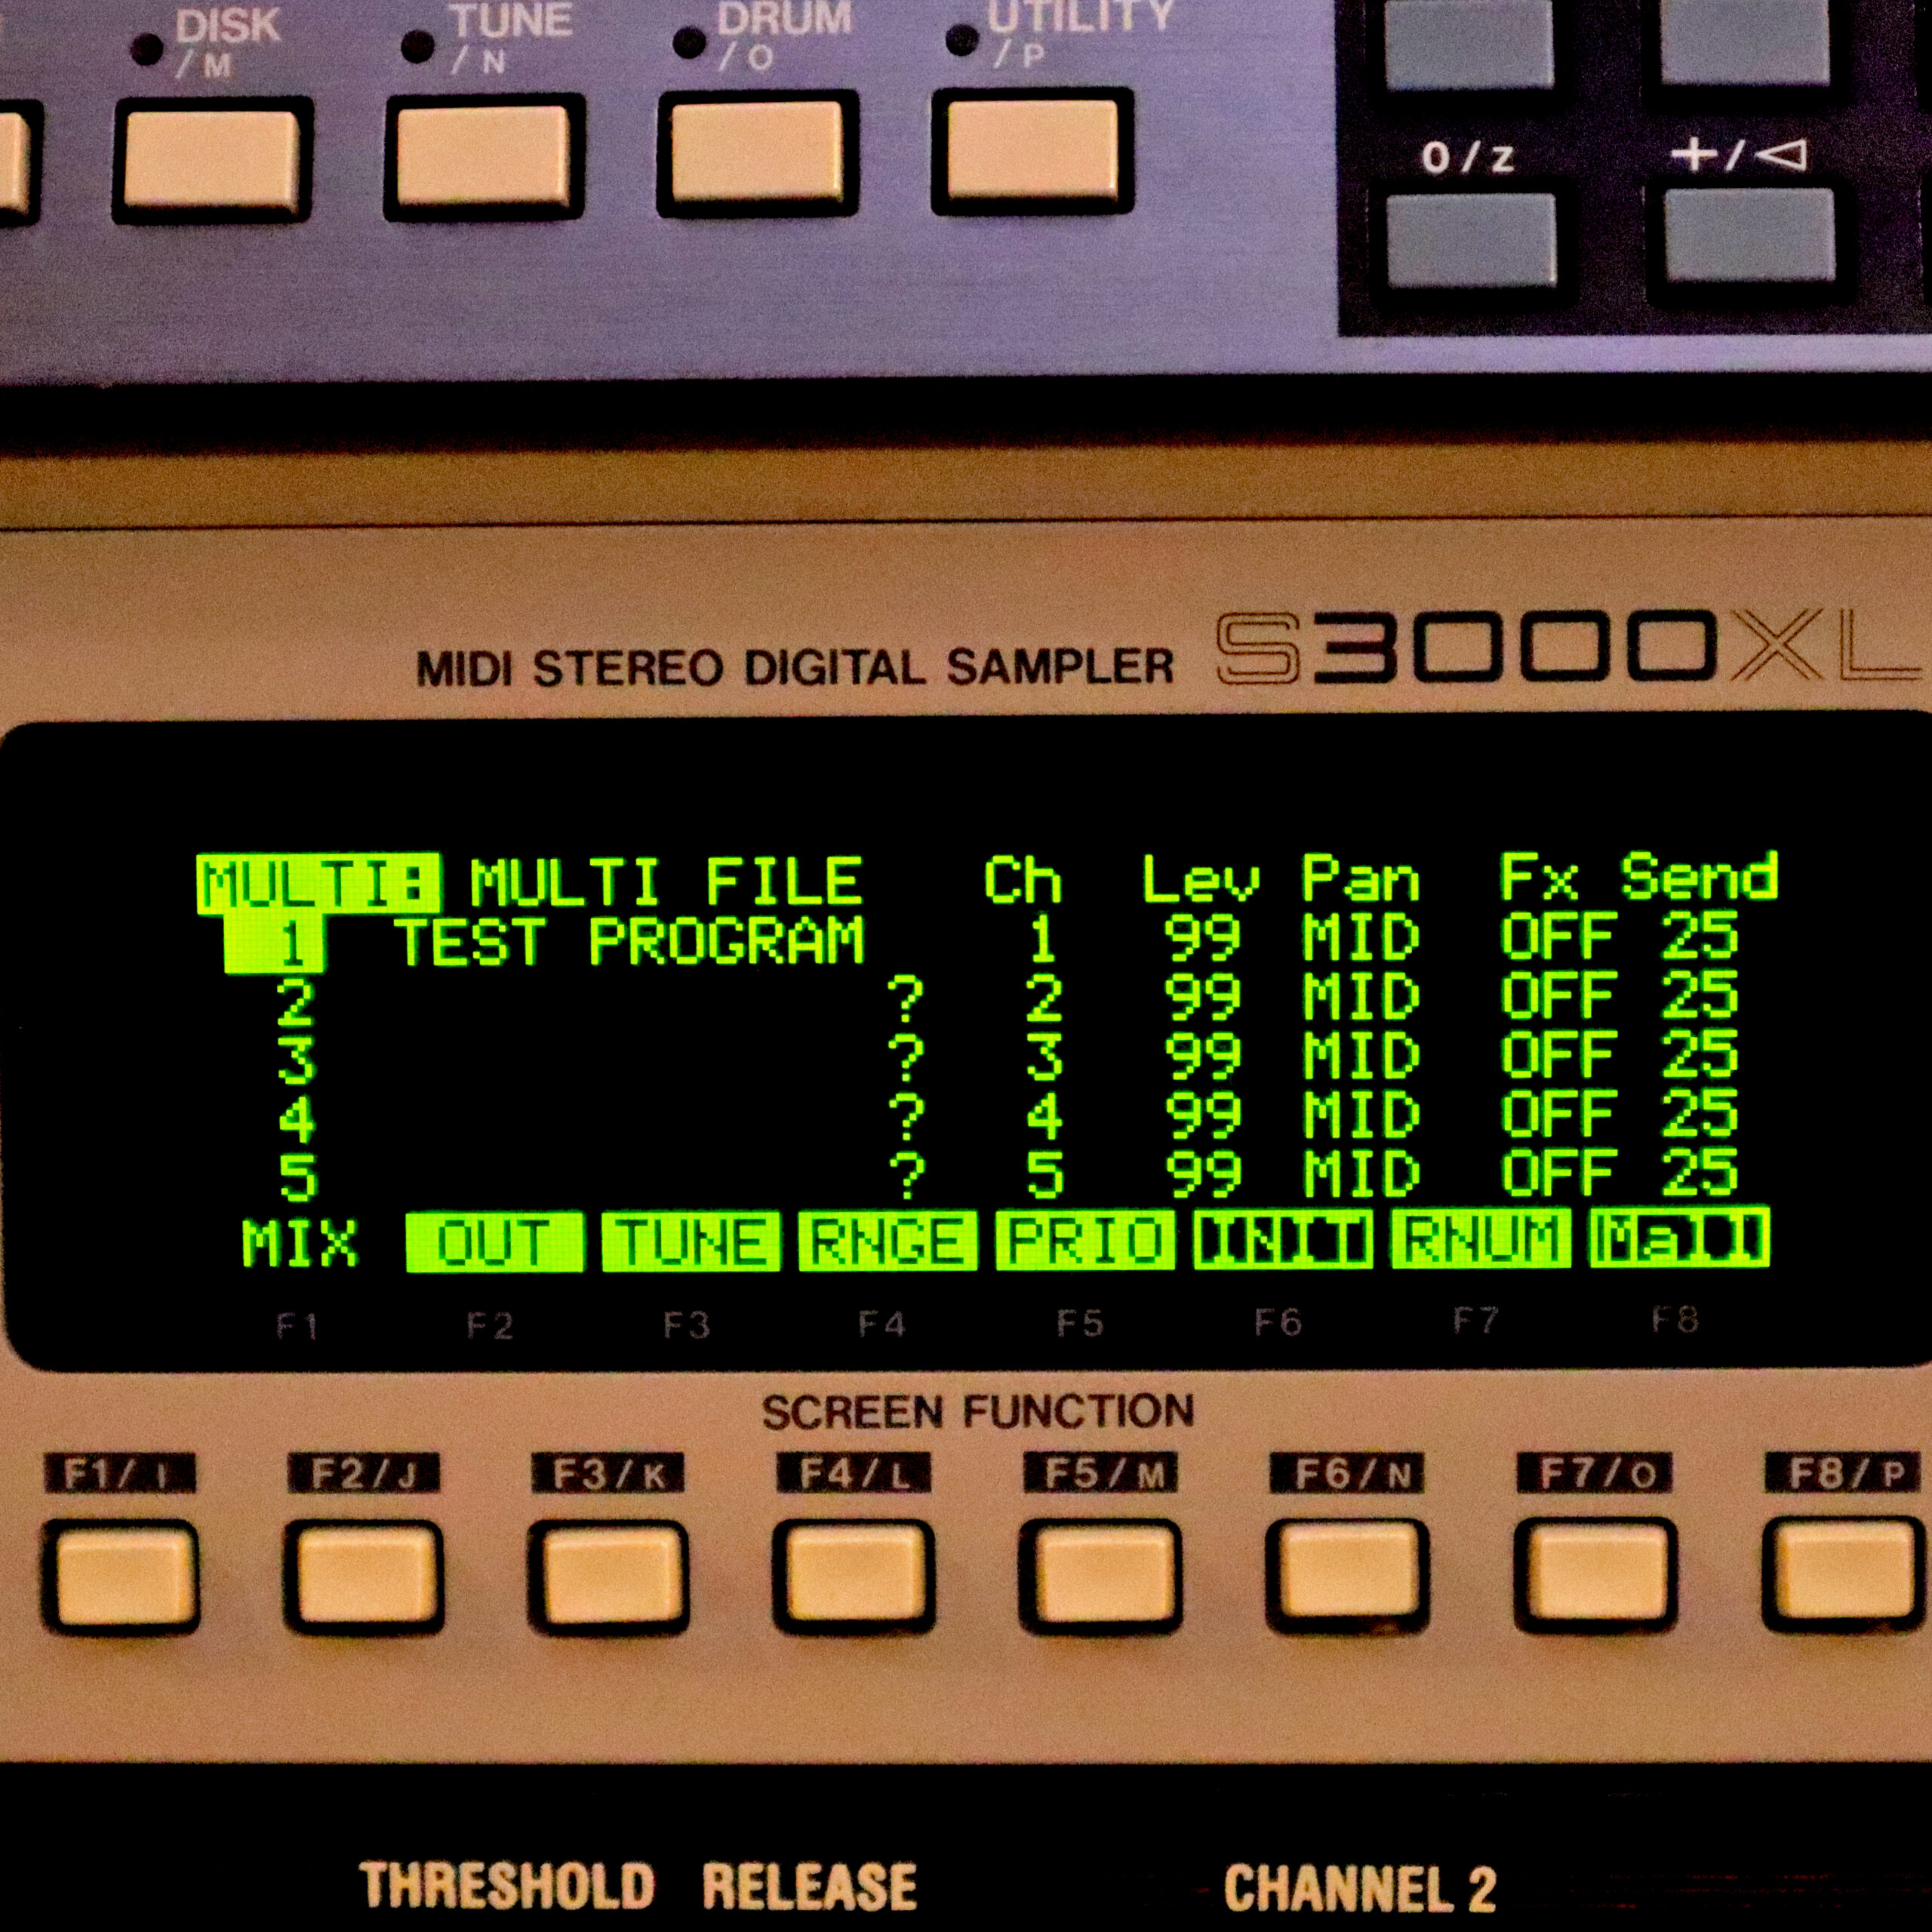 DISK TUNE DRUM UTILITY
/M /N /O /P
0/Z +/◁
MIDI STEREO DIGITAL SAMPLER S3000XL
MULTI: MULTI FILE Ch Lev Pan Fx Send
1 TEST PROGRAM 1 99 MID OFF 25
2 ? 2 99 MID OFF 25
3 ? 3 99 MID OFF 25
4 ? 4 99 MID OFF 25
5 ? 5 99 MID OFF 25
MIX OUT TUNE RNGE PRIO INIT RNUM Mall
F1 F2 F3 F4 F5 F6 F7 F8
SCREEN FUNCTION
F1/I F2/J F3/K F4/L F5/M F6/N F7/O F8/P
THRESHOLD RELEASE CHANNEL 2